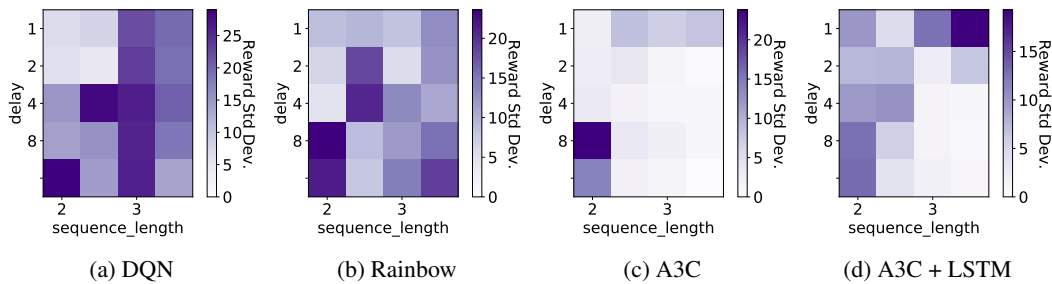 1
2
4
8
delay
2
3
sequence_length
25
20
15
10
5
0
Reward Std Dev.
(a) DQN
1
2
4
8
delay
2
3
sequence_length
20
15
10
5
0
Reward Std Dev.
(b) Rainbow
1
2
4
8
delay
2
3
sequence_length
20
15
10
5
0
Reward Std Dev.
(c) A3C
1
2
4
8
delay
2
3
sequence_length
15
10
5
0
Reward Std Dev.
(d) A3C + LSTM